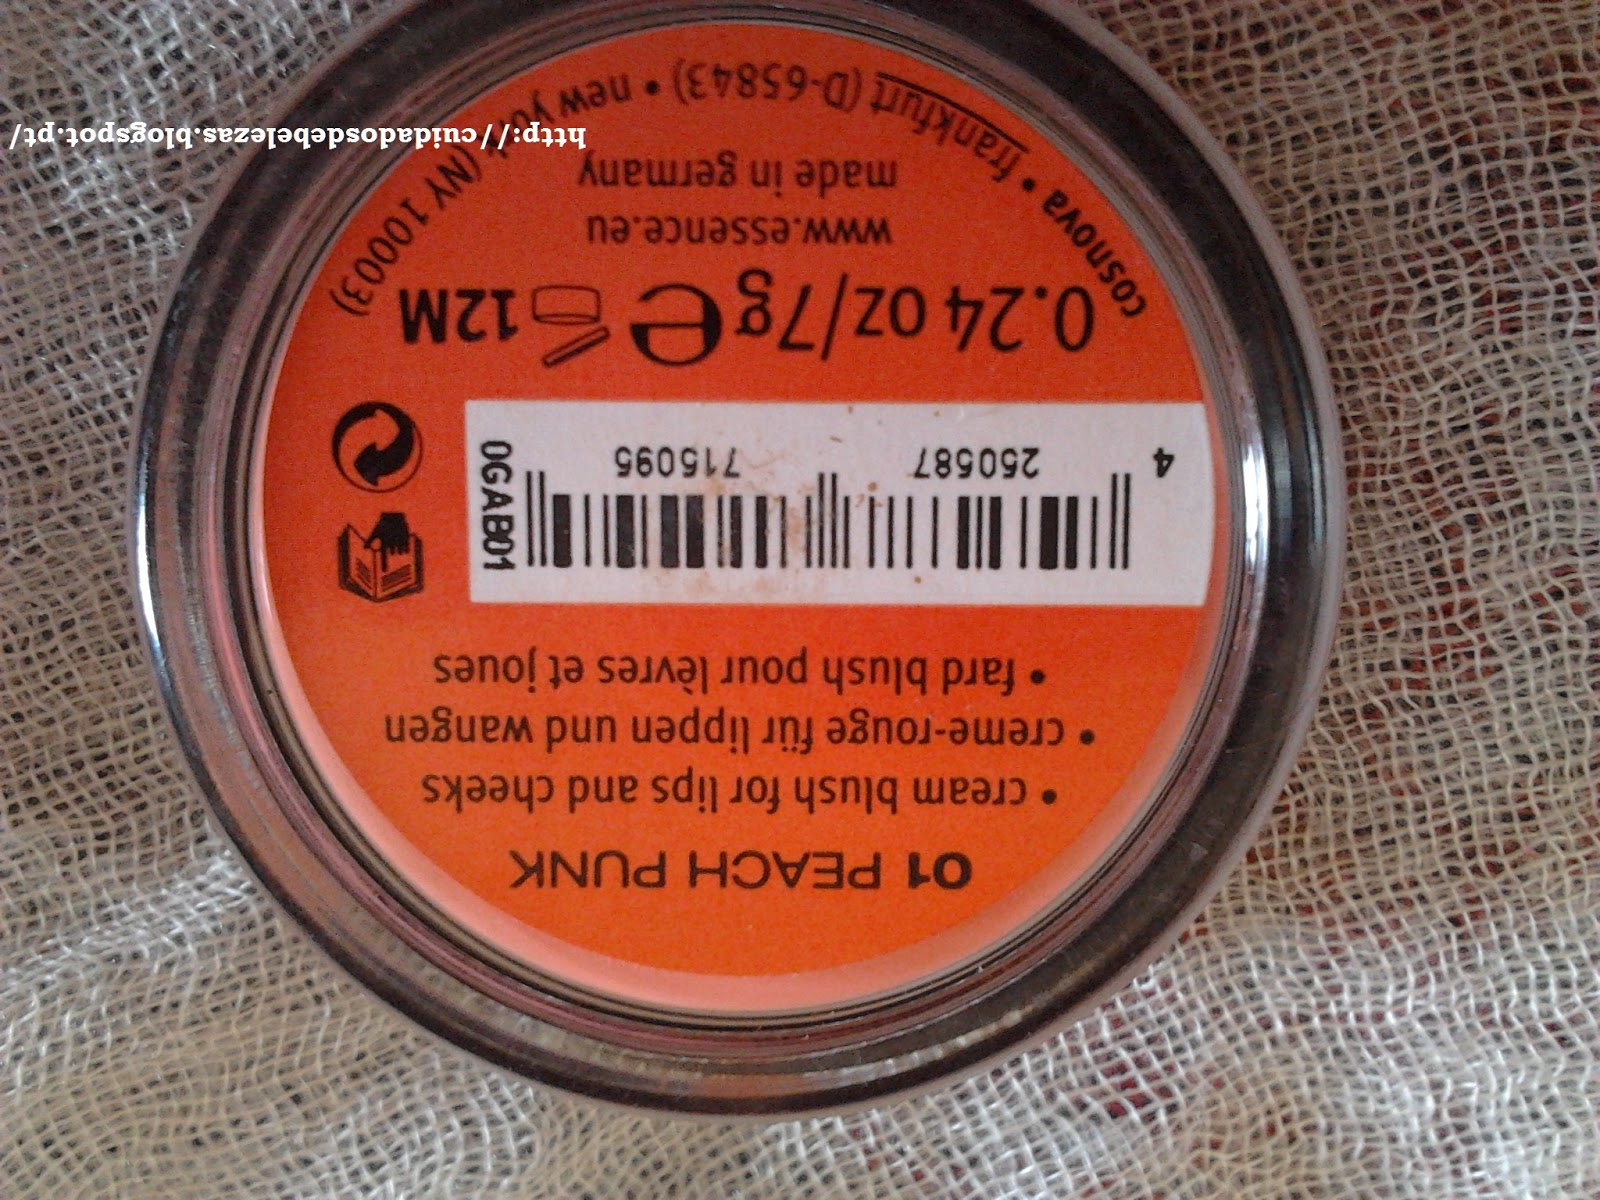 01 PEACH PUNK
• cream blush for lips and cheeks
• creme-rouge für lippen und wangen
• fard blush pour lèvres et joues
4 250587 715095
0GAB01
0.24 oz/7g e 12M
www.essence.eu
made in germany
cosnova • frankfurt (D-65843) • new york (NY 10003)
http://cuidadosdebelezas.blogspot.pt/